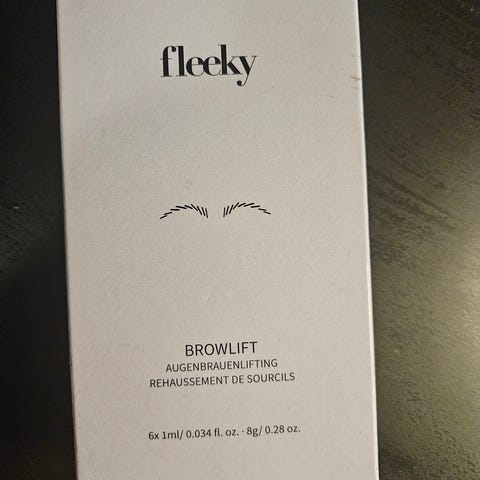 fleeky
BROWLIFT
AUGENBRAUENLIFTING
REHAUSSEMENT DE SOURCILS
6x 1ml/ 0.034 fl. oz. · 8g/ 0.28 oz.